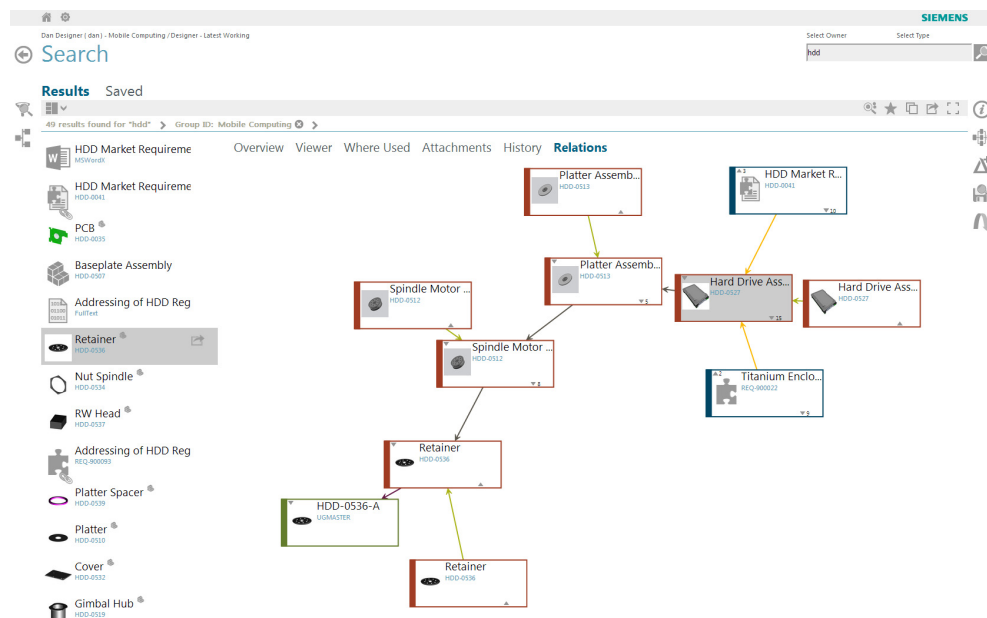 SIEMENS
Dan Designer ( dan ) - Mobile Computing / Designer - Latest Working
Select Owner
Select Type
Search
hdd
Results
Saved
49 results found for "hdd"
Group ID: Mobile Computing
HDD Market Requireme
MSWordX
HDD Market Requireme
HDD-0041
PCB
HDD-0035
Baseplate Assembly
HDD-0507
Addressing of HDD Reg
FullText
Retainer
HDD-0536
Nut Spindle
HDD-0534
RW Head
HDD-0537
Addressing of HDD Reg
REQ-900093
Platter Spacer
HDD-0539
Platter
HDD-0510
Cover
HDD-0532
Gimbal Hub
HDD-0519
Overview
Viewer
Where Used
Attachments
History
Relations
Platter Assemb...
HDD-0513
3
HDD Market R...
HDD-0041
10
Platter Assemb...
HDD-0513
5
Spindle Motor ...
HDD-0512
Hard Drive Ass...
HDD-0527
15
Hard Drive Ass...
HDD-0527
Spindle Motor ...
HDD-0512
8
2
Titanium Enclo...
REQ-900022
9
Retainer
HDD-0536
HDD-0536-A
UGMASTER
Retainer
HDD-0536